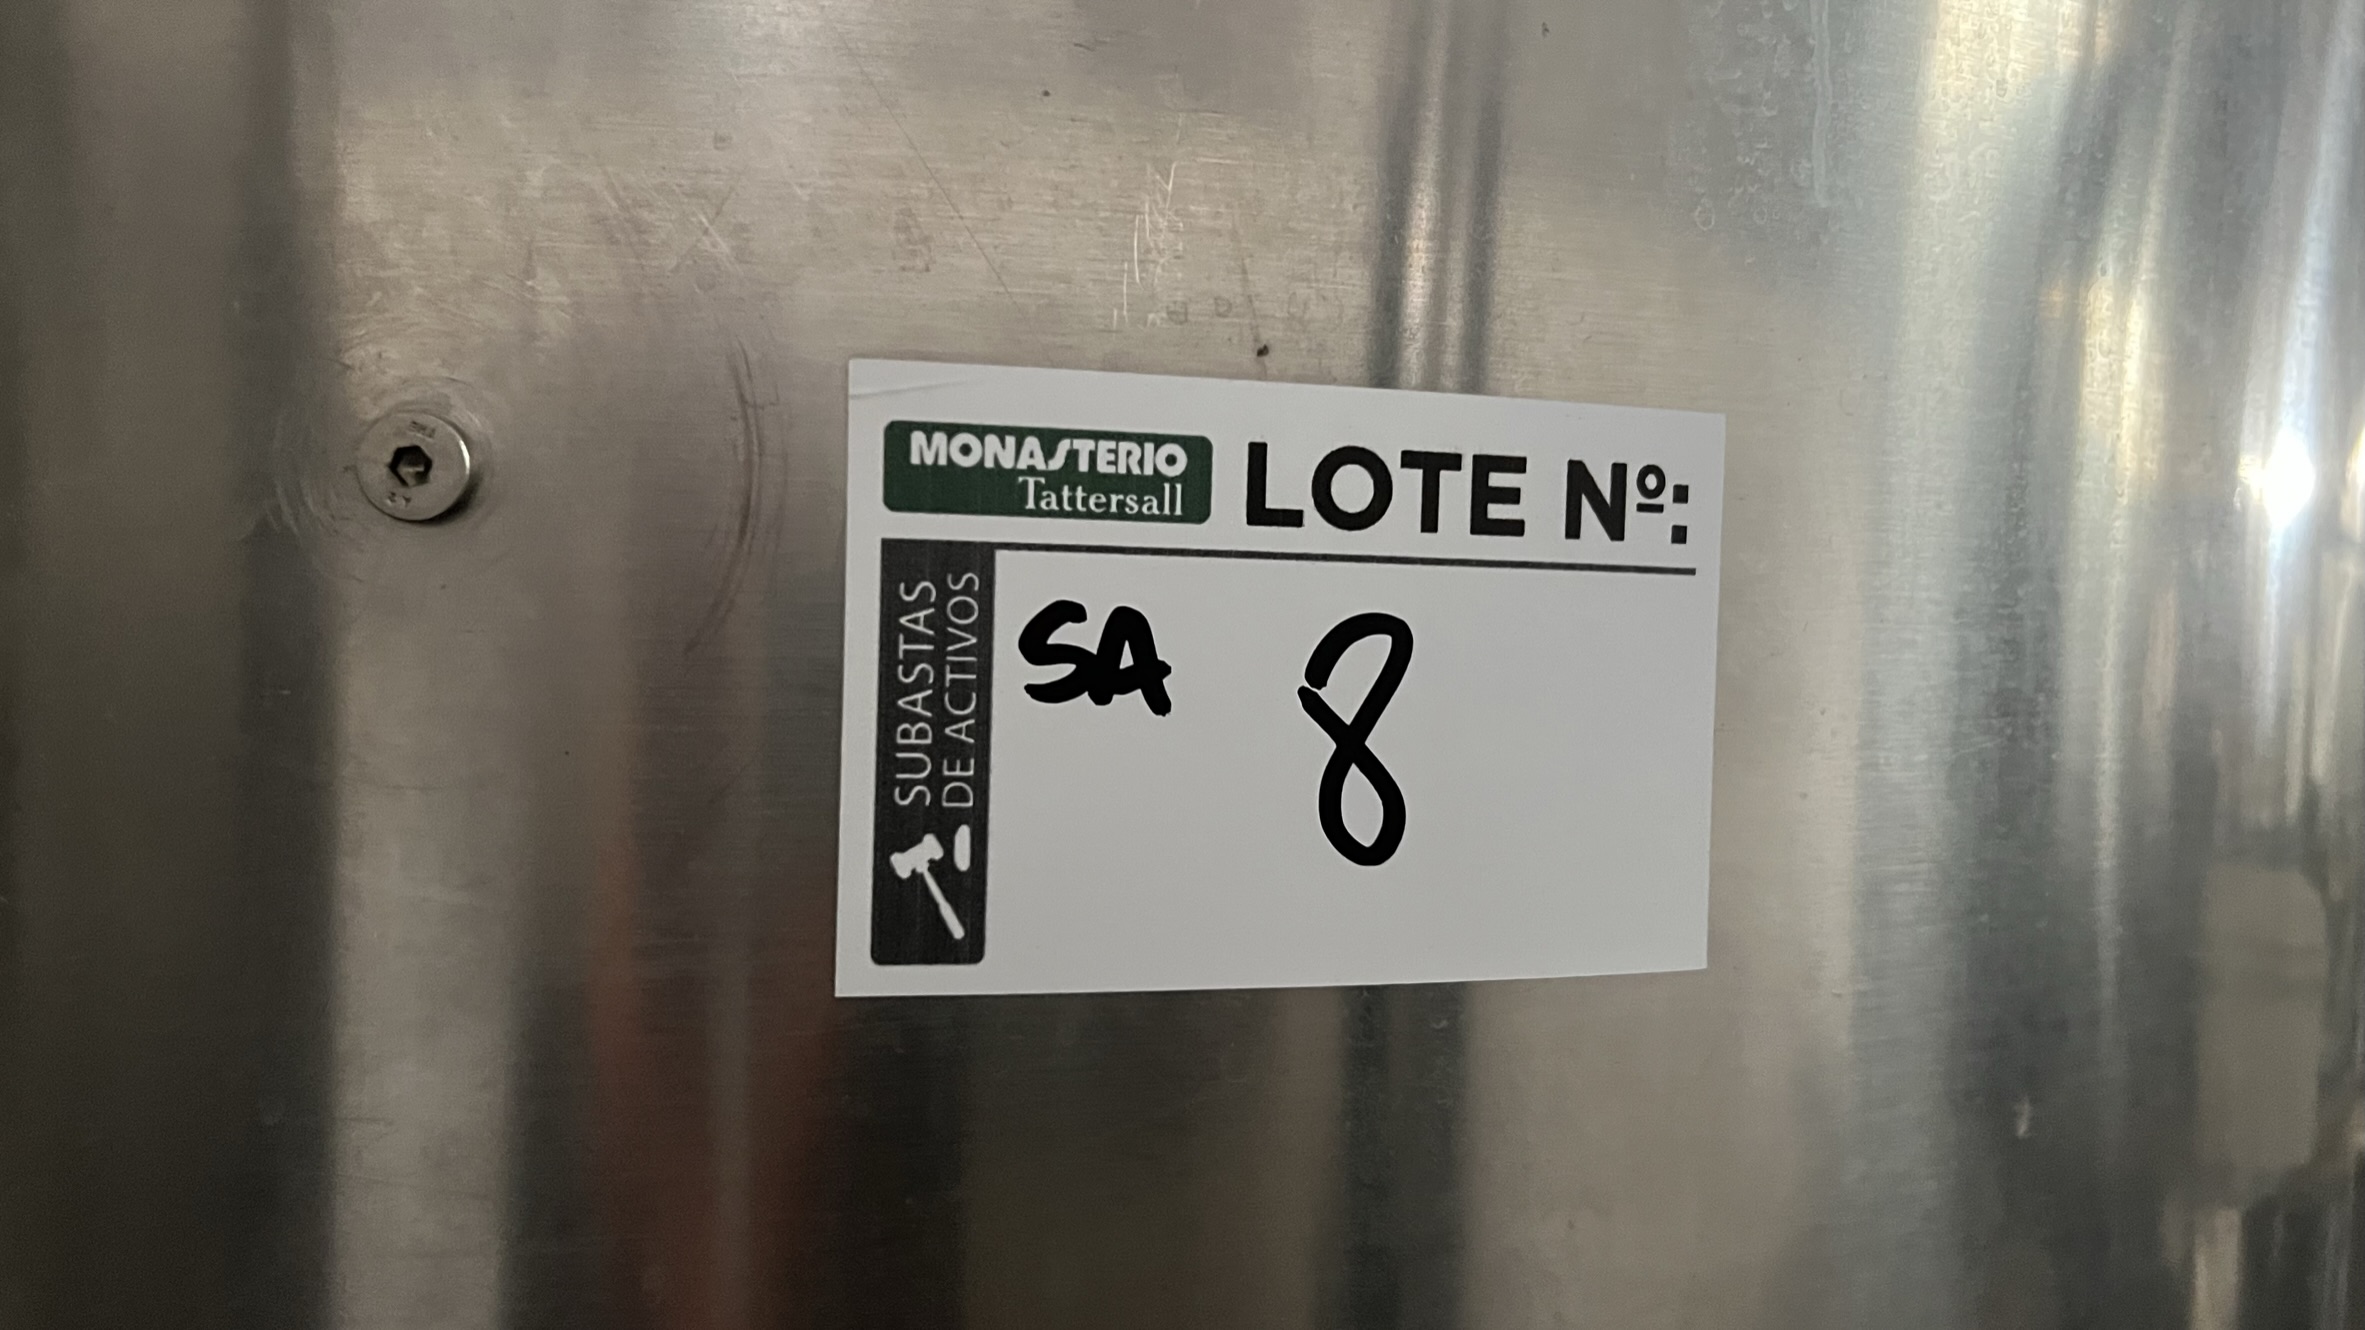 MONASTERIO
Tattersall
LOTE Nº:
SUBASTAS
DE ACTIVOS
SA 8